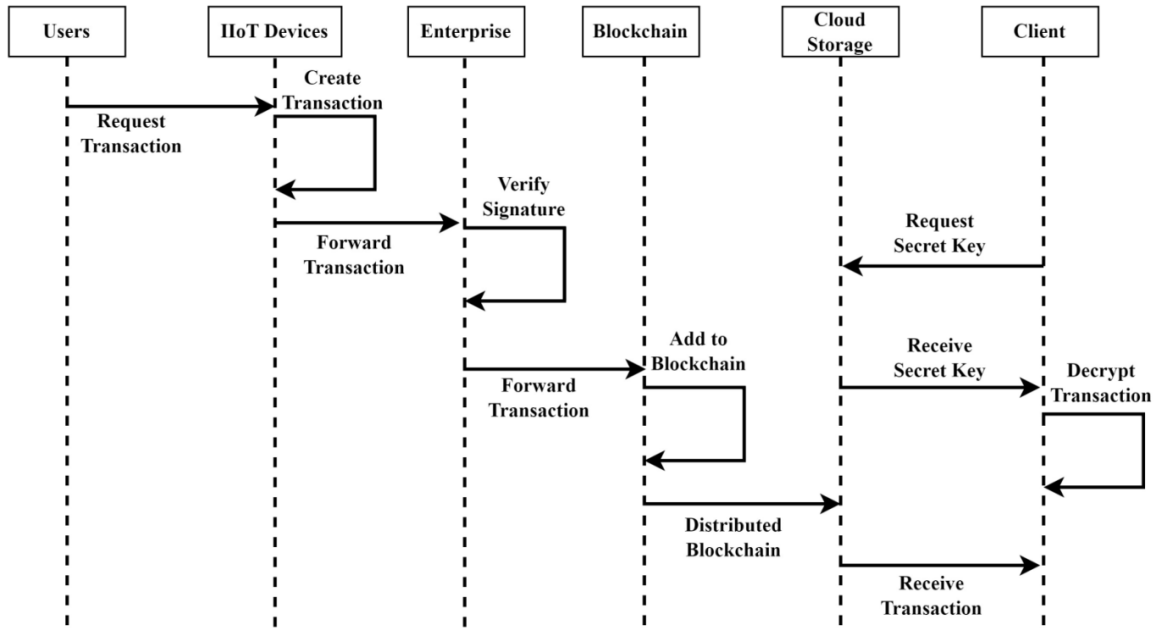 Users
IIoT Devices
Enterprise
Blockchain
Cloud
Storage
Client
Create
Transaction
Request
Transaction
Verify
Signature
Forward
Transaction
Request
Secret Key
Add to
Blockchain
Forward
Transaction
Receive
Secret Key
Decrypt
Transaction
Distributed
Blockchain
Receive
Transaction